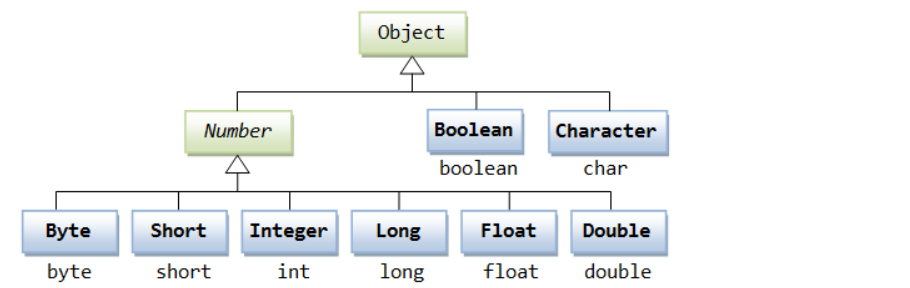 Object
Number
Boolean
Character
boolean
char
Byte
Short
Integer
Long
Float
Double
byte
short
int
long
float
double